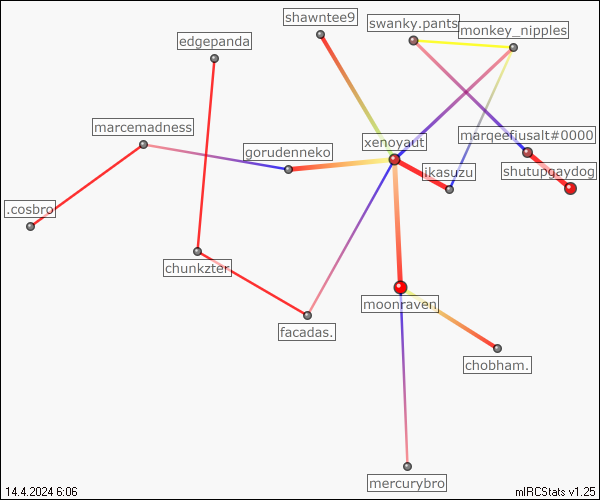 shawntee9
swanky.pants
monkey_nipples
edgepanda
marcemadness
marqeefiusalt#0000
xenoyaut
gorudenneko
ikasuzu
shutupgaydog
.cosbro
chunkzter
moonraven
facadas.
chobham.
mercurybro
14.4.2024 6:06
mIRCStats v1.25